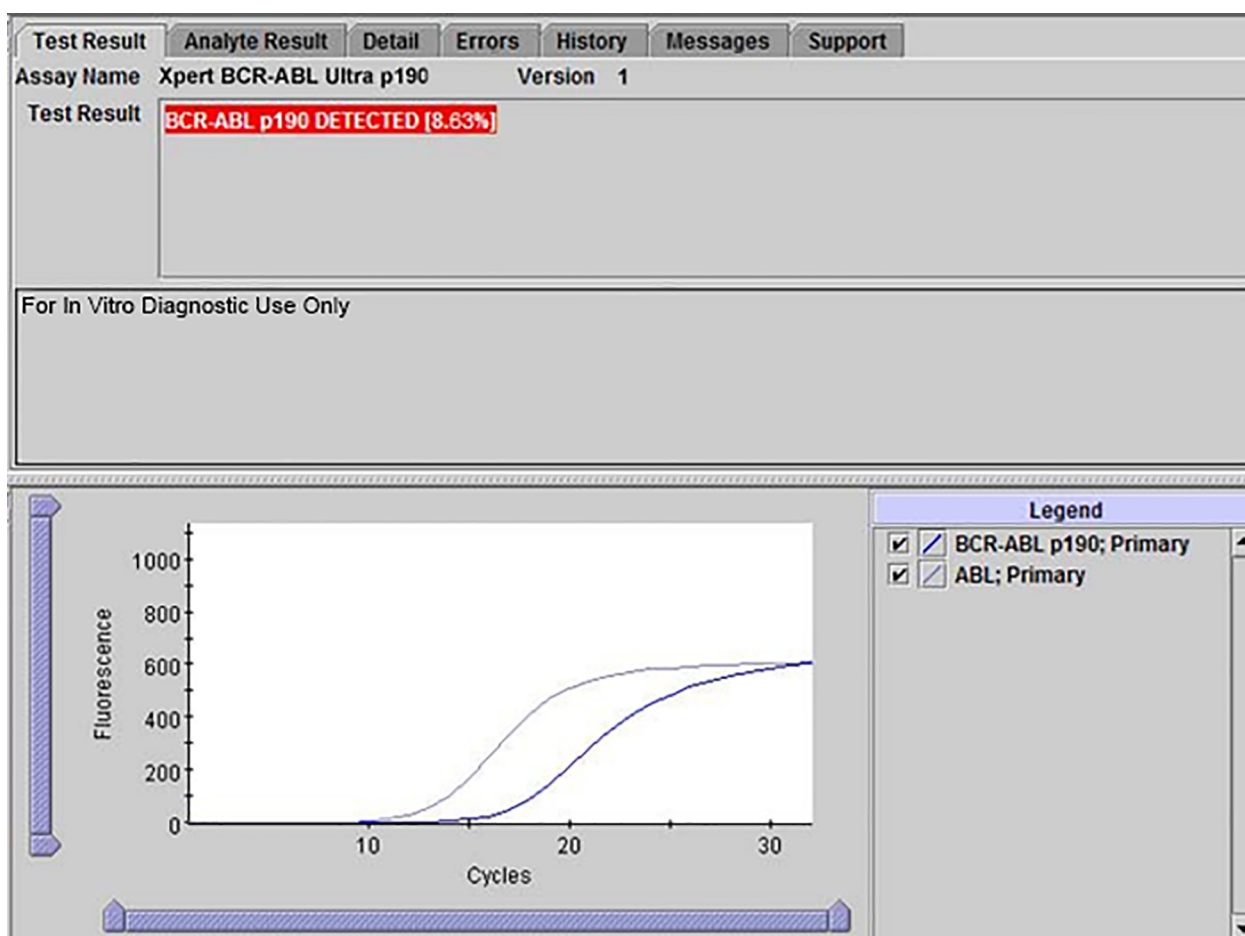 Test Result Analyte Result Detail Errors History Messages Support
Assay Name Xpert BCR-ABL Ultra p190 Version 1
Test Result BCR-ABL p190 DETECTED [8.63%]
For In Vitro Diagnostic Use Only
Legend
BCR-ABL p190; Primary
ABL; Primary
Fluorescence
1000
800
600
400
200
0
10 20 30
Cycles